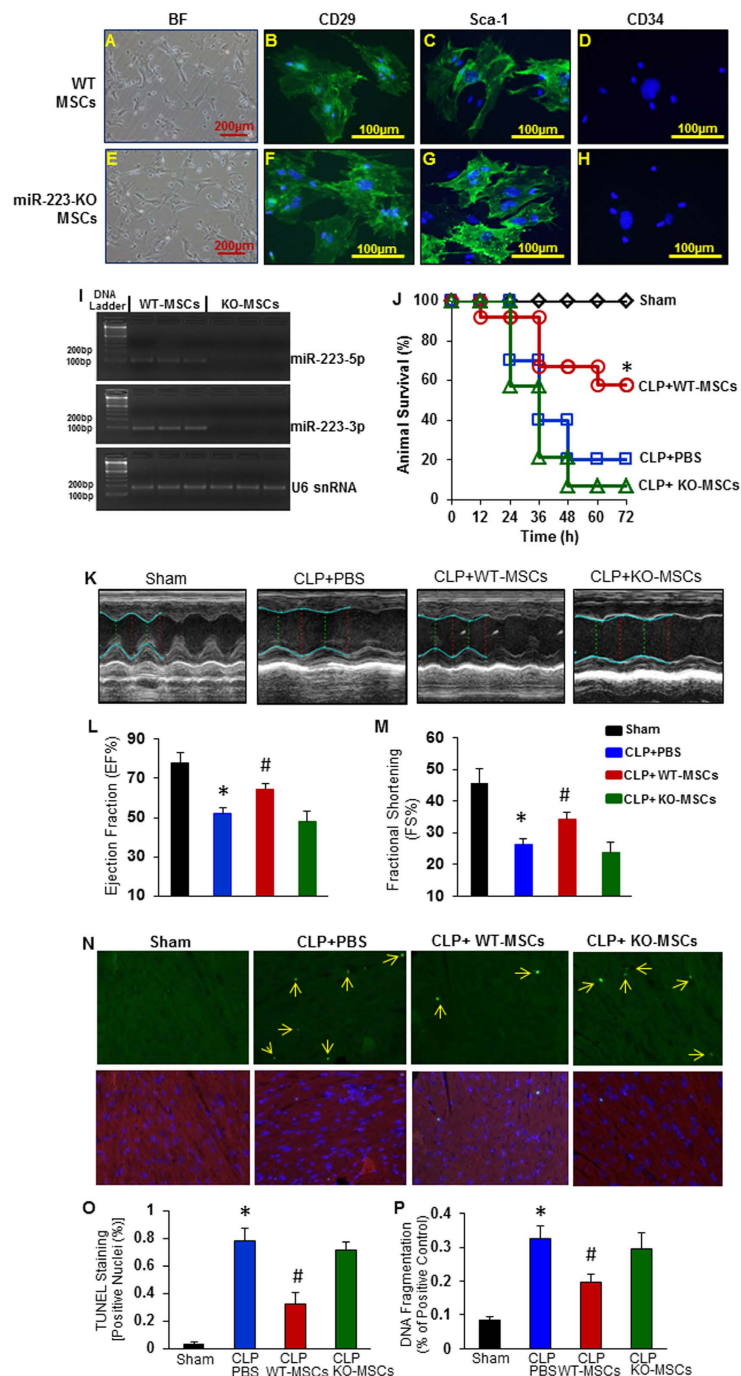 BF CD29 Sca-1 CD34
A B C D
WT
MSCs
200μm 100μm 100μm 100μm
E F G H
miR-223-KO
MSCs
200μm 100μm 100μm 100μm
I
DNA
Ladder WT-MSCs KO-MSCs
200bp
100bp
miR-223-5p
200bp
100bp
miR-223-3p
200bp
100bp
U6 snRNA
J
Animal Survival (%)
100
80
60
40
20
0
0 12 24 36 48 60 72
Time (h)
Sham
*
CLP+WT-MSCs
CLP+PBS
CLP+ KO-MSCs
K
Sham CLP+PBS CLP+WT-MSCs CLP+KO-MSCs
L
Ejection Fraction (EF%)
90
70
50
30
10
* #
M
Fractional Shortening
(FS%)
60
50
40
30
20
10
* #
Sham
CLP+PBS
CLP+ WT-MSCs
CLP+ KO-MSCs
N
Sham CLP+PBS CLP+ WT-MSCs CLP+ KO-MSCs
O
TUNEL Staining
[Positive Nuclei (%)]
1
0.8
0.6
0.4
0.2
0
* #
Sham CLP CLP CLP
PBS WT-MSCs KO-MSCs
P
DNA Fragmentation
(% of Positive Control)
0.4
0.3
0.2
0.1
0
* #
Sham CLP CLP CLP
PBS WT-MSCs KO-MSCs